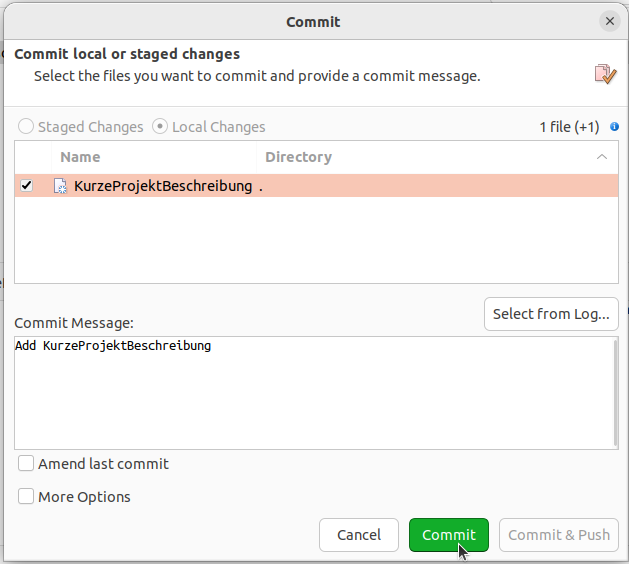 Commit
Commit local or staged changes
Select the files you want to commit and provide a commit message.
Staged Changes Local Changes 1 file (+1)
Name Directory
KurzeProjektBeschreibung .
Select from Log...
Commit Message:
Add KurzeProjektBeschreibung
Amend last commit
More Options
Cancel Commit Commit & Push